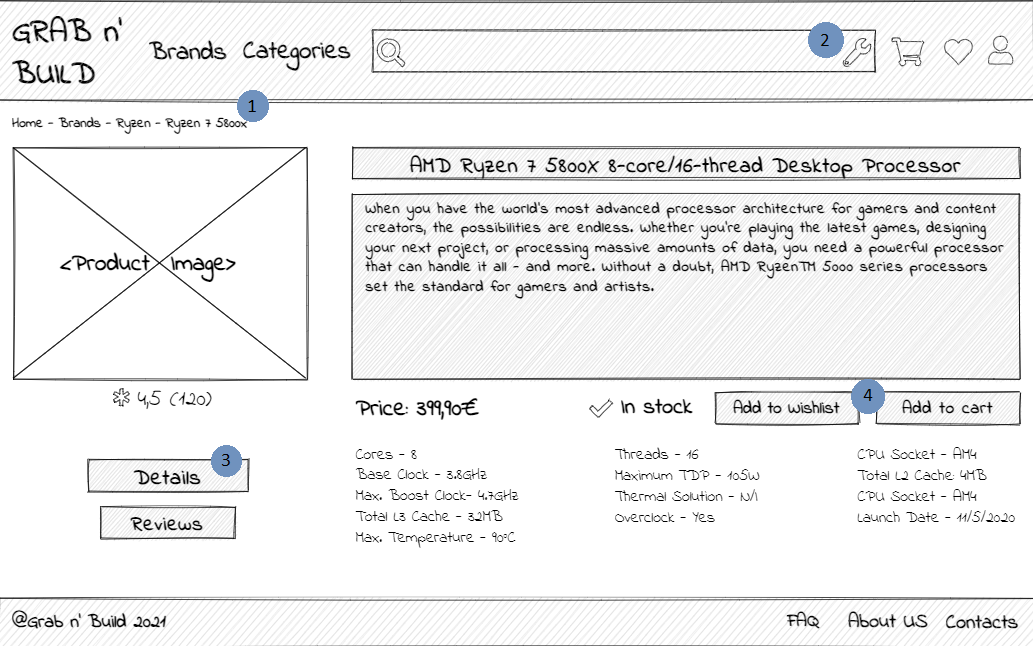 GRAB n'
BUILD
Brands Categories
2
1
Home - Brands - Ryzen - Ryzen 7 5800x
<Product Image>
AMD Ryzen 7 5800X 8-core/16-thread Desktop Processor
When you have the world's most advanced processor architecture for gamers and content
creators, the possibilities are endless. Whether you're playing the latest games, designing
your next project, or processing massive amounts of data, you need a powerful processor
that can handle it all - and more. Without a doubt, AMD RyzenTM 5000 series processors
set the standard for gamers and artists.
4,5 (120)
Price: 399,90€
In stock
Add to wishlist
4
Add to cart
3
Details
Reviews
Cores - 8
Base Clock - 3.8GHz
Max. Boost Clock- 4.7GHz
Total L3 Cache - 32MB
Max. Temperature - 90°C
Threads - 16
Maximum TDP - 105W
Thermal Solution - N/I
Overclock - Yes
CPU Socket - AM4
Total L2 Cache: 4MB
CPU Socket - AM4
Launch Date - 11/5/2020
@Grab n' Build 2021
FAQ About US Contacts